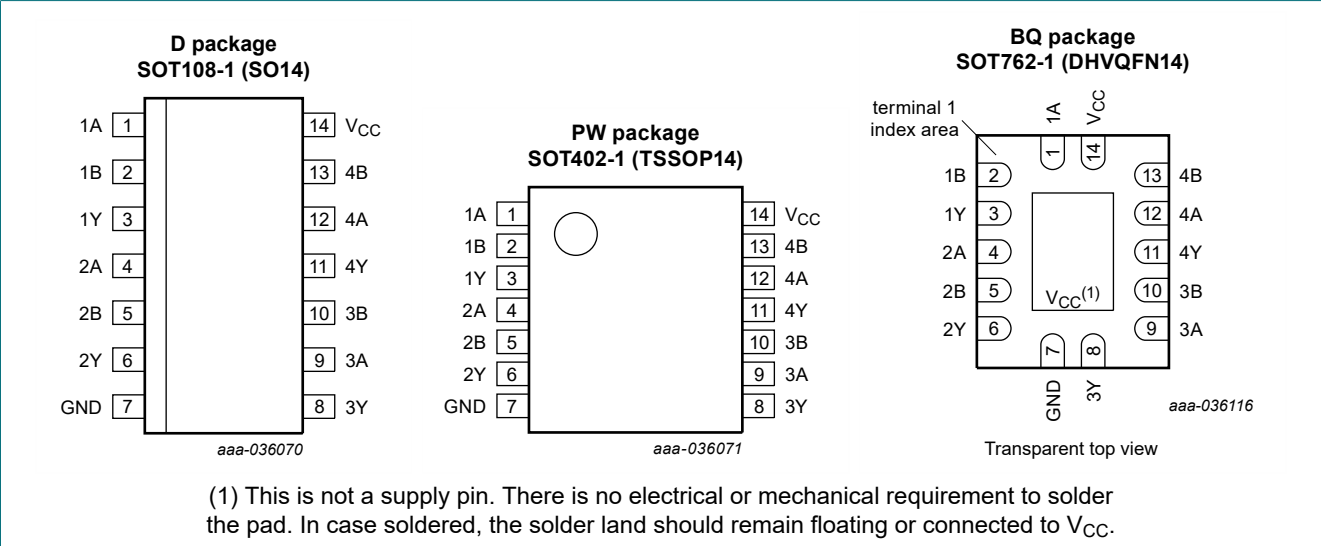 D package
SOT108-1 (SO14)
1A 1 14 VCC
1B 2 13 4B
1Y 3 12 4A
2A 4 11 4Y
2B 5 10 3B
2Y 6 9 3A
GND 7 8 3Y
aaa-036070
PW package
SOT402-1 (TSSOP14)
1A 1 14 VCC
1B 2 13 4B
1Y 3 12 4A
2A 4 11 4Y
2B 5 10 3B
2Y 6 9 3A
GND 7 8 3Y
aaa-036071
BQ package
SOT762-1 (DHVQFN14)
terminal 1
index area
1A VCC
1 14
1B 2 13 4B
1Y 3 12 4A
2A 4 11 4Y
2B 5 10 3B
VCC(1)
2Y 6 9 3A
7 8
GND 3Y
aaa-036116
Transparent top view
(1) This is not a supply pin. There is no electrical or mechanical requirement to solder
the pad. In case soldered, the solder land should remain floating or connected to VCC.